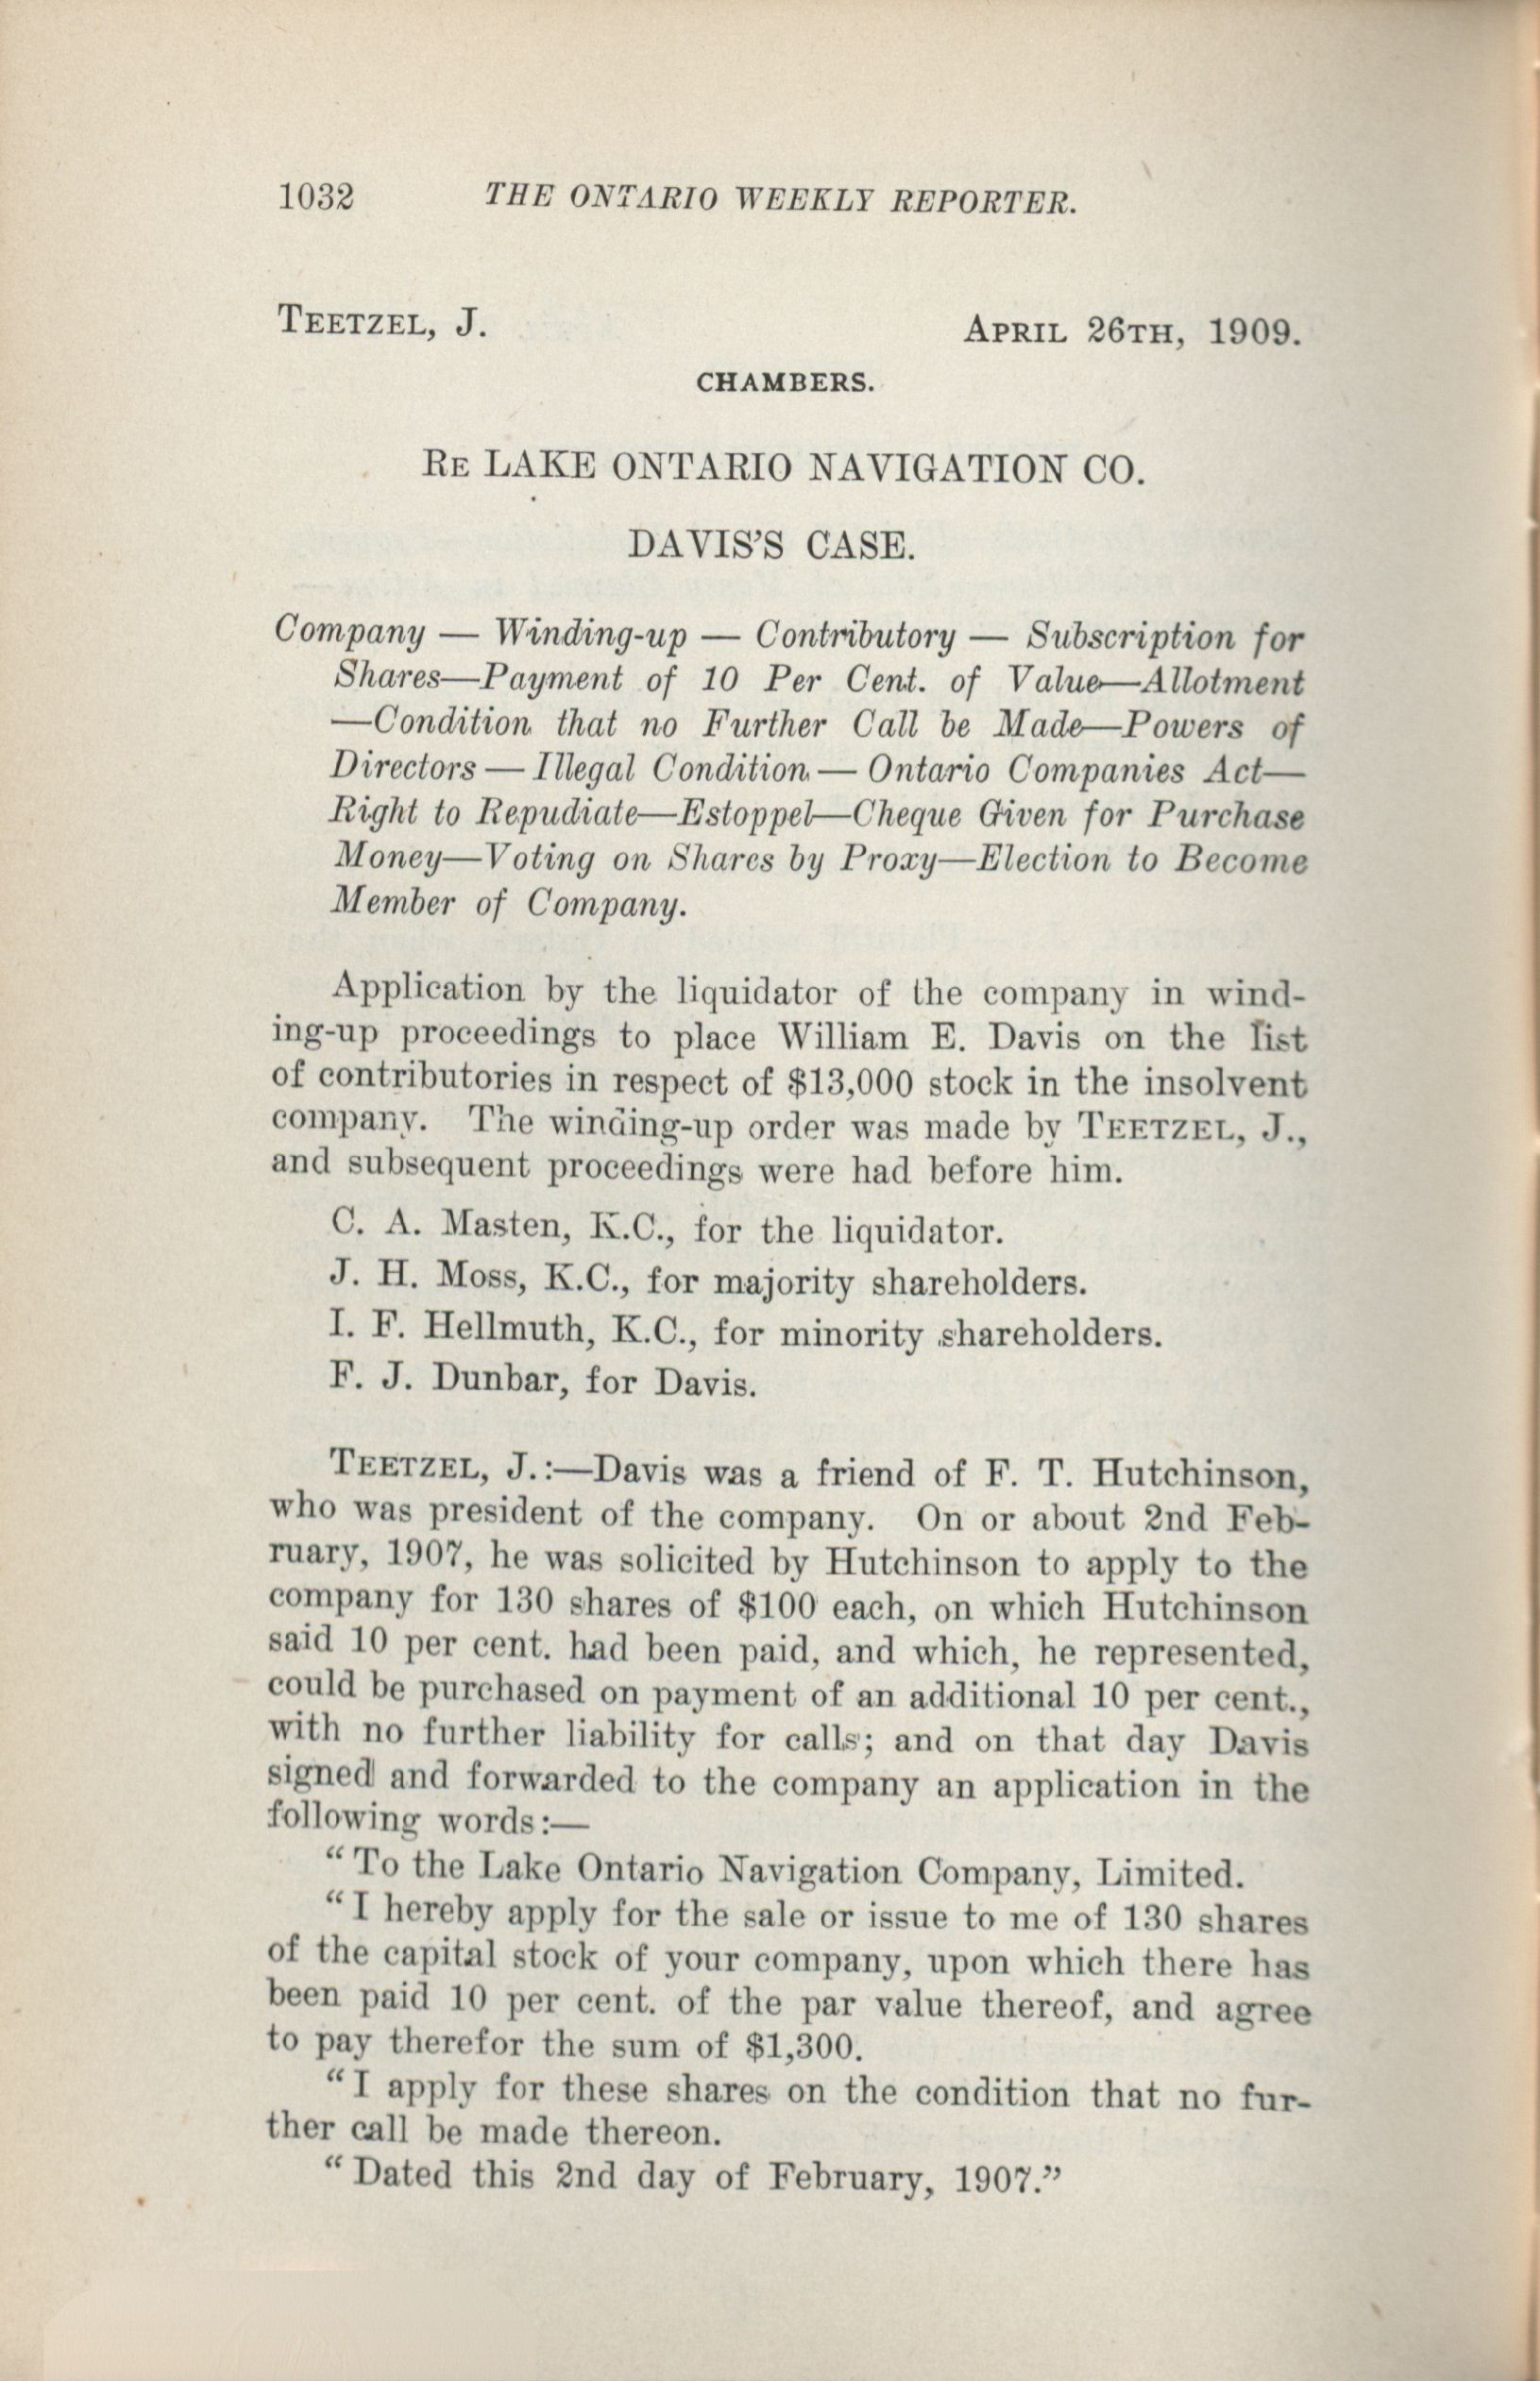 1032 THE ONTARIO WEEKLY REPORTER.
TEETZEL, J. APRIL 26TH, 1909.
CHAMBERS.
RE LAKE ONTARIO NAVIGATION CO.
DAVIS'S CASE.
Company — Winding-up — Contributory — Subscription for
Shares—Payment of 10 Per Cent. of Value—Allotment
—Condition that no Further Call be Made—Powers of
Directors — Illegal Condition — Ontario Companies Act—
Right to Repudiate—Estoppel—Cheque Given for Purchase
Money—Voting on Shares by Proxy—Election to Become
Member of Company.
Application by the liquidator of the company in wind-
ing-up proceedings to place William E. Davis on the list
of contributories in respect of $13,000 stock in the insolvent
company. The winding-up order was made by TEETZEL, J.,
and subsequent proceedings were had before him.
C. A. Masten, K.C., for the liquidator.
J. H. Moss, K.C., for majority shareholders.
I. F. Hellmuth, K.C., for minority shareholders.
F. J. Dunbar, for Davis.
TEETZEL, J.:—Davis was a friend of F. T. Hutchinson,
who was president of the company. On or about 2nd Feb-
ruary, 1907, he was solicited by Hutchinson to apply to the
company for 130 shares of $100 each, on which Hutchinson
said 10 per cent. had been paid, and which, he represented,
could be purchased on payment of an additional 10 per cent.,
with no further liability for calls; and on that day Davis
signed and forwarded to the company an application in the
following words:—
"To the Lake Ontario Navigation Company, Limited.
"I hereby apply for the sale or issue to me of 130 shares
of the capital stock of your company, upon which there has
been paid 10 per cent. of the par value thereof, and agree
to pay therefor the sum of $1,300.
"I apply for these shares on the condition that no fur-
ther call be made thereon.
"Dated this 2nd day of February, 1907."